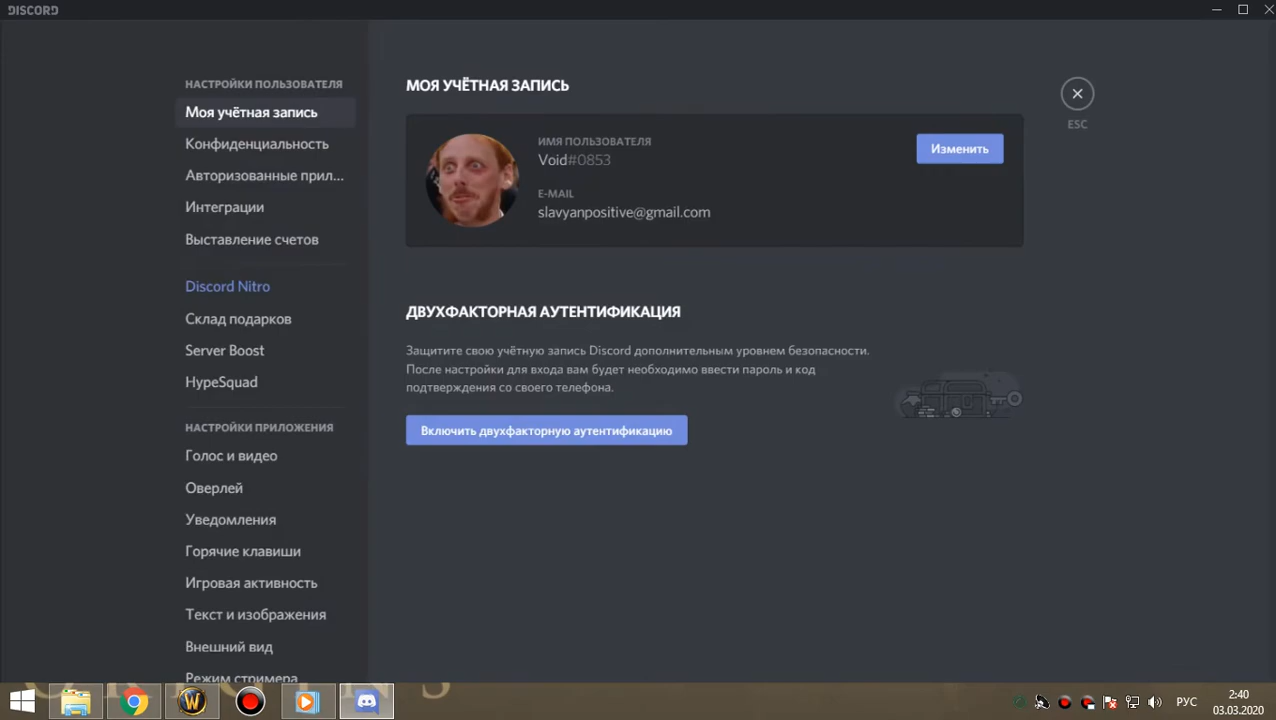 DISCORD
НАСТРОЙКИ ПОЛЬЗОВАТЕЛЯ
Моя учётная запись
Конфиденциальность
Авторизованные прил...
Интеграции
Выставление счетов
Discord Nitro
Склад подарков
Server Boost
HypeSquad
НАСТРОЙКИ ПРИЛОЖЕНИЯ
Голос и видео
Оверлей
Уведомления
Горячие клавиши
Игровая активность
Текст и изображения
Внешний вид
Режим стримера
МОЯ УЧЁТНАЯ ЗАПИСЬ
ИМЯ ПОЛЬЗОВАТЕЛЯ
Void#0853
Изменить
E-MAIL
slavyanpositive@gmail.com
ESC
ДВУХФАКТОРНАЯ АУТЕНТИФИКАЦИЯ
Защитите свою учётную запись Discord дополнительным уровнем безопасности.
После настройки для входа вам будет необходимо ввести пароль и код
подтверждения со своего телефона.
Включить двухфакторную аутентификацию
РУС
2:40
03.03.2020